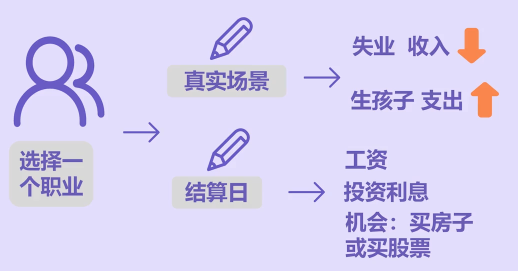 选择一
个职业
真实场景
失业 收入
生孩子 支出
结算日
工资
投资利息
机会：买房子
或买股票